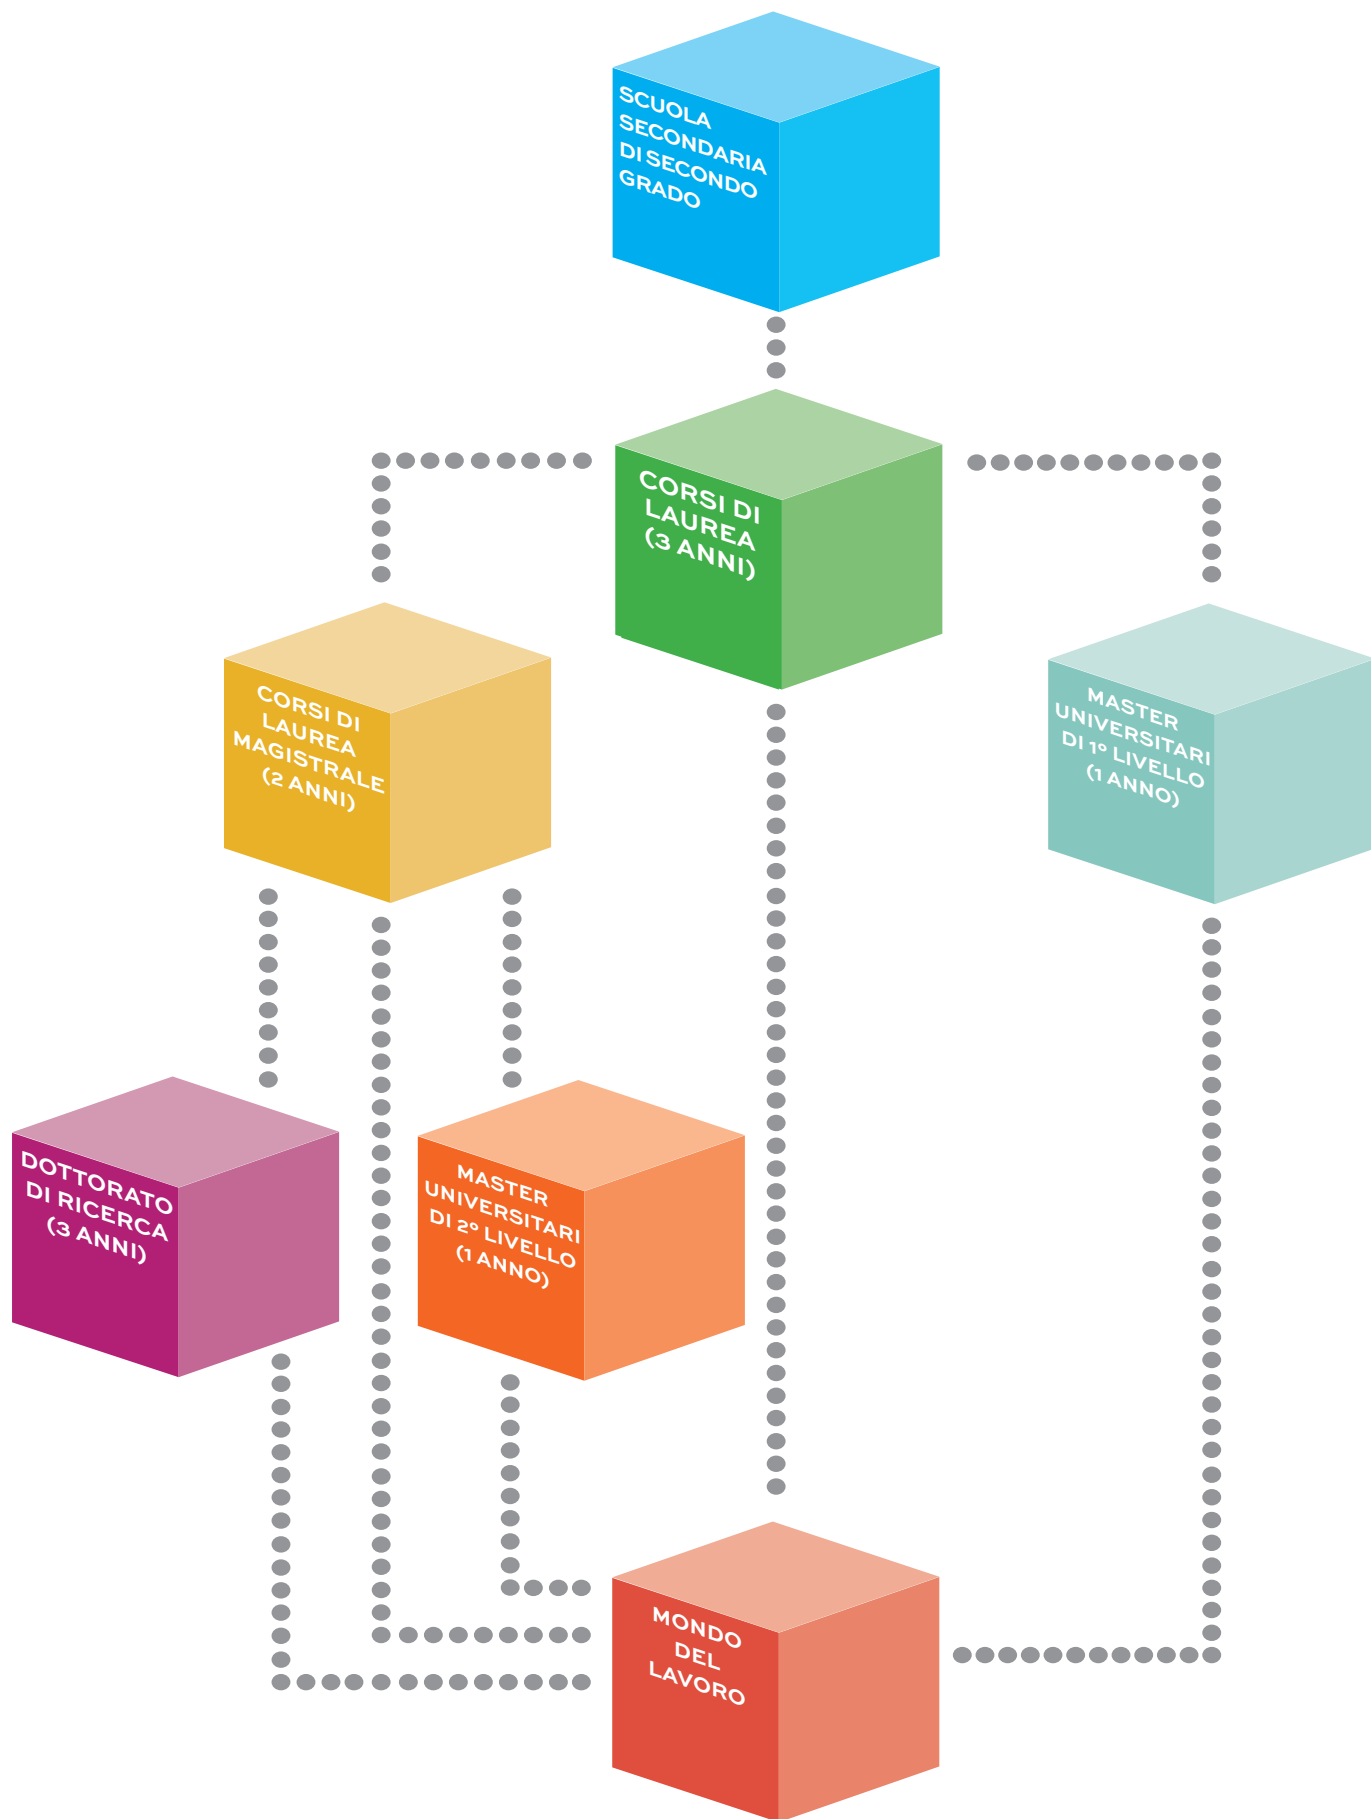 SCUOLA
SECONDARIA
DI SECONDO
GRADO
CORSI DI
LAUREA
(3 ANNI)
CORSI DI
LAUREA
MAGISTRALE
(2 ANNI)
MASTER
UNIVERSITARI
DI 1° LIVELLO
(1 ANNO)
DOTTORATO
DI RICERCA
(3 ANNI)
MASTER
UNIVERSITARI
DI 2° LIVELLO
(1 ANNO)
MONDO
DEL
LAVORO